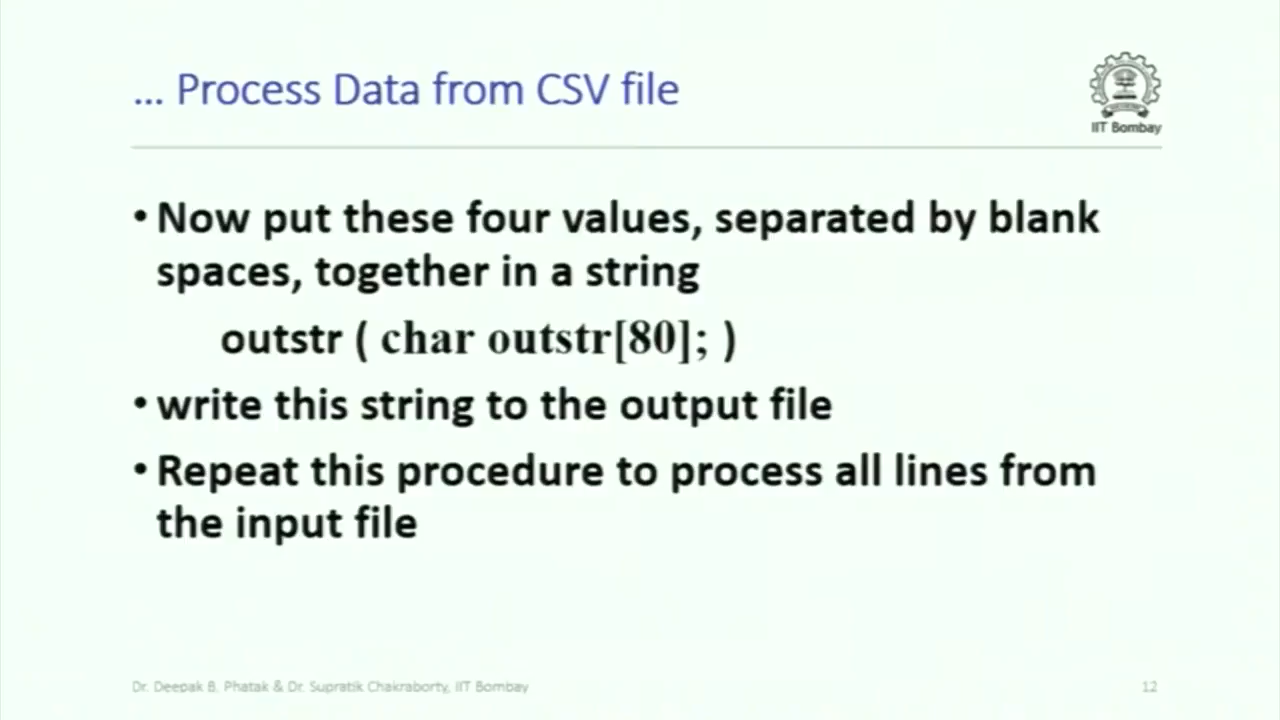 ... Process Data from CSV file
IIT Bombay
• Now put these four values, separated by blank
spaces, together in a string
outstr ( char outstr[80]; )
• write this string to the output file
• Repeat this procedure to process all lines from
the input file
Dr. Deepak B. Phatak & Dr. Supratik Chakraborty, IIT Bombay
12